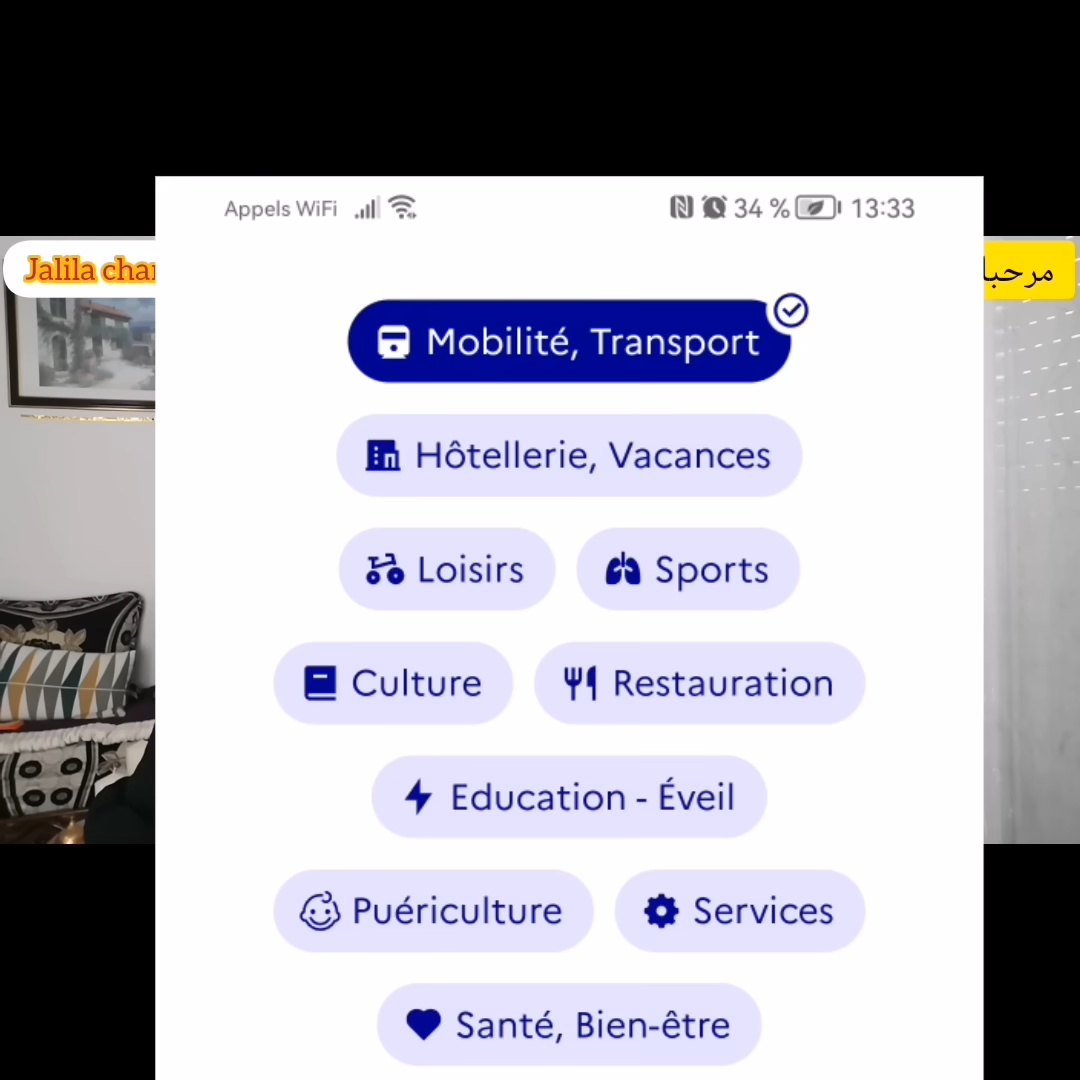 Appels WiFi 34 % 13:33
Jalila
مرحبا
Mobilité, Transport
Hôtellerie, Vacances
Loisirs Sports
Culture Restauration
Education - Éveil
Puériculture Services
Santé, Bien-être